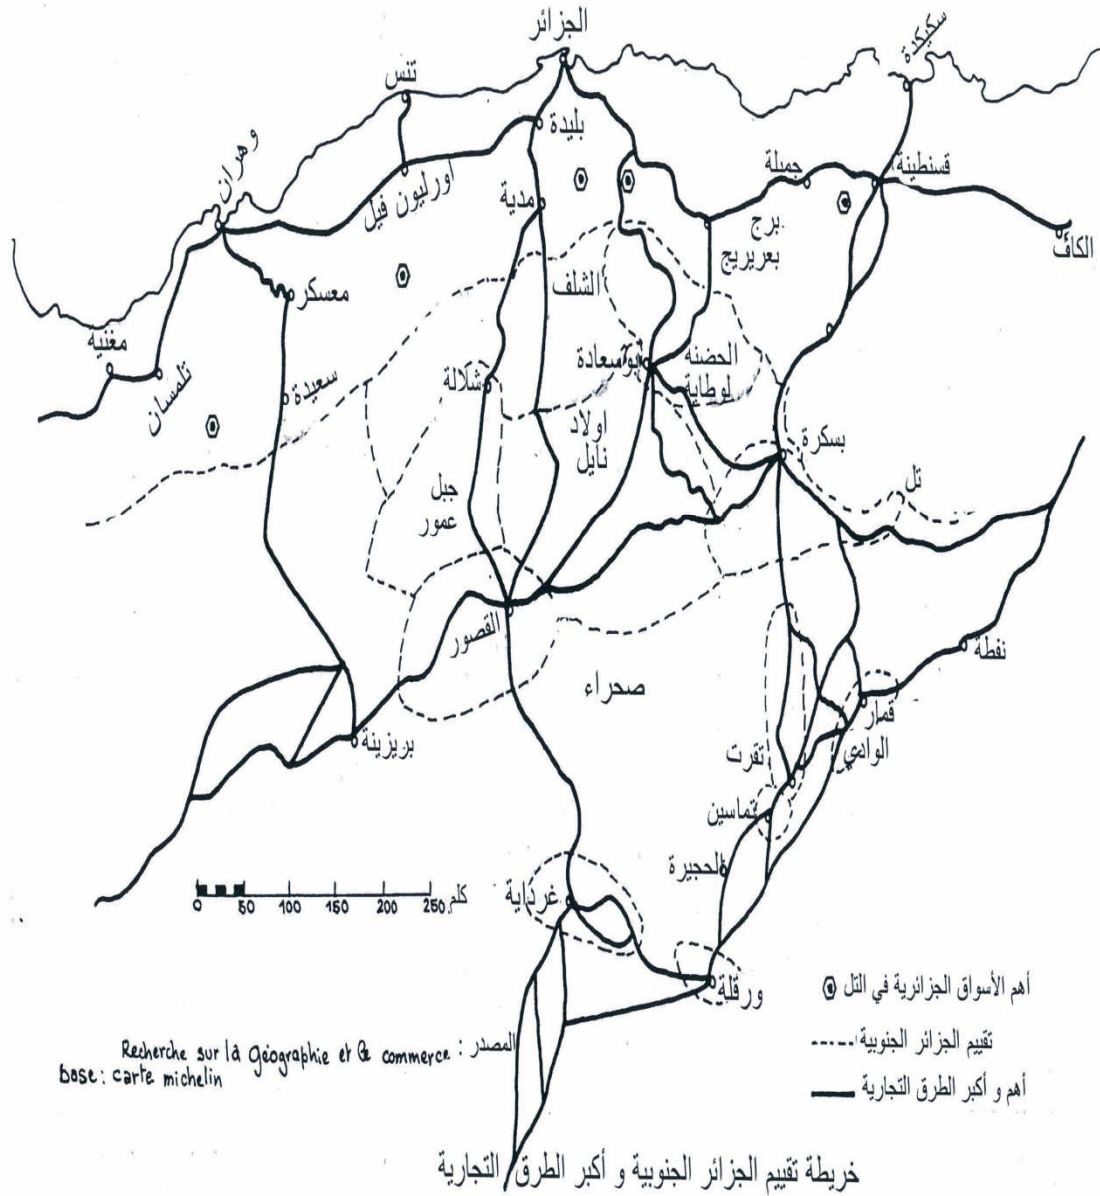 الجزائر
سكيكدة
تنس
بليدة
وهران
اورليون فيل
مدية
جميلة
قسنطينة
برج
بعريريج
الكاف
الشلف
معسكر
مغنية
تلمسان
سعيدة
شلالة
بوسعادة
الحضنه
لوطاية
اولاد
نايل
بسكرة
تل
جبل
عمور
القصور
صحراء
نفطة
قمار
الوادي
بريزينة
تقرت
تماسين
الحجيرة
غرداية
ورقلة
0 50 100 150 200 250 كلم
أهم الأسواق الجزائرية في التل
تقييم الجزائر الجنوبية
أهم و أكبر الطرق التجارية
المصدر : Recherche sur la géographie et le commerce
base : carte michelin
خريطة تقييم الجزائر الجنوبية و أكبر الطرق التجارية